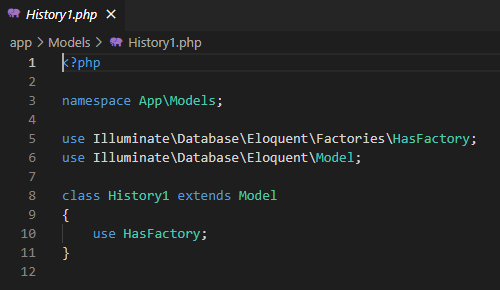 History1.php ×
app > Models > History1.php
1 <?php
2
3 namespace App\Models;
4
5 use Illuminate\Database\Eloquent\Factories\HasFactory;
6 use Illuminate\Database\Eloquent\Model;
7
8 class History1 extends Model
9 {
10 use HasFactory;
11 }
12